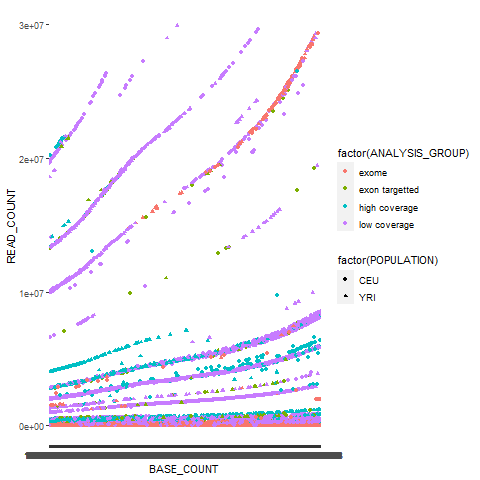 3e+07
2e+07
1e+07
0e+00
READ_COUNT
BASE_COUNT
factor(ANALYSIS_GROUP)
exome
exon targetted
high coverage
low coverage
factor(POPULATION)
CEU
YRI